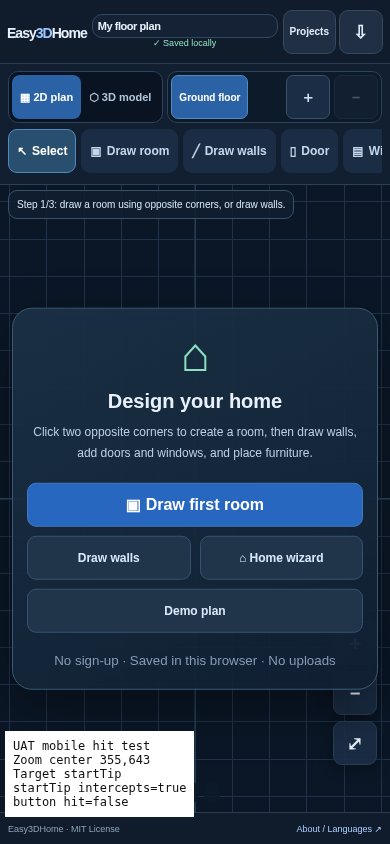 Easy3DHome
My floor plan
✓ Saved locally
Projects
⇩
▦ 2D plan
⬡ 3D model
Ground floor
+
−
↖ Select
▣ Draw room
╱ Draw walls
▯ Door
▤ Wi
Step 1/3: draw a room using opposite corners, or draw walls.
⌂
Design your home
Click two opposite corners to create a room, then draw walls,
add doors and windows, and place furniture.
▣ Draw first room
Draw walls
⌂ Home wizard
Demo plan
No sign-up · Saved in this browser · No uploads
+
−
⤢
UAT mobile hit test
Zoom center 355,643
Target startTip
startTip intercepts=true
button hit=false
Easy3DHome · MIT License
About / Languages ↗